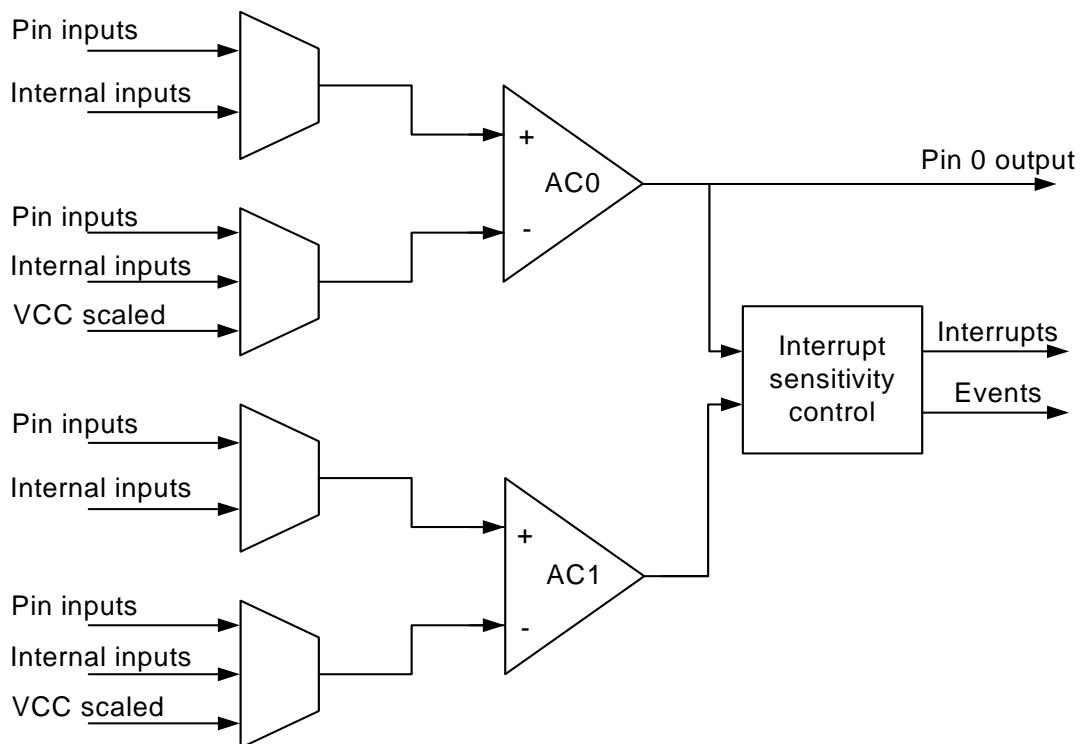 Pin inputs
Internal inputs
+
AC0
-
Pin 0 output
Pin inputs
Internal inputs
VCC scaled
Interrupt
sensitivity
control
Interrupts
Events
Pin inputs
Internal inputs
+
AC1
-
Pin inputs
Internal inputs
VCC scaled